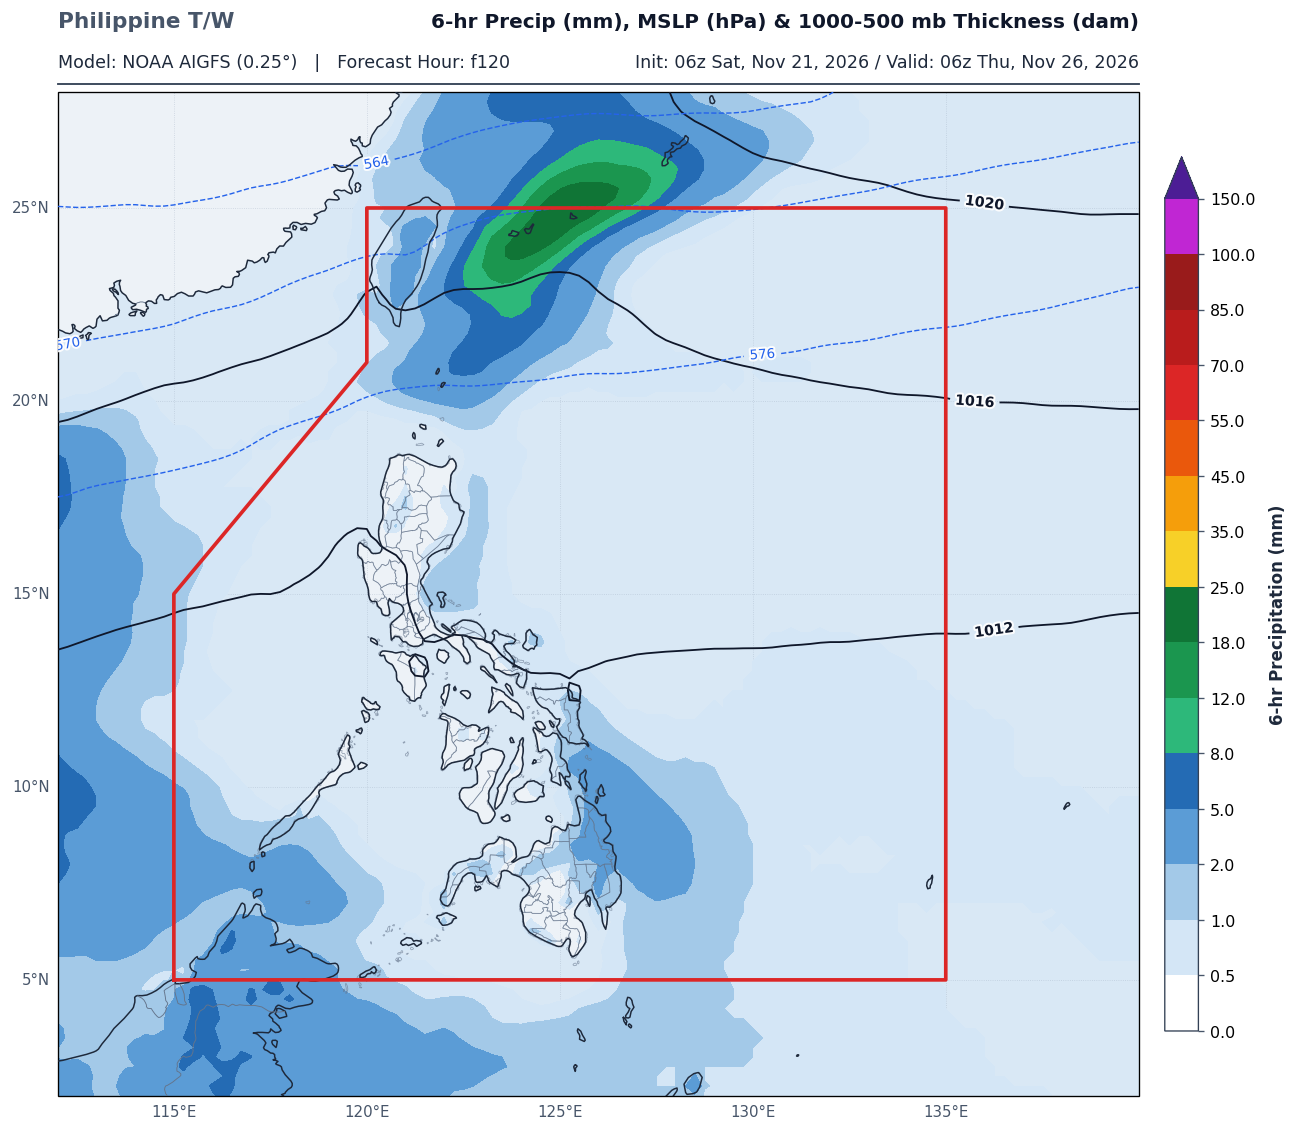 Philippine T/W
6-hr Precip (mm), MSLP (hPa) & 1000-500 mb Thickness (dam)
Model: NOAA AIGFS (0.25°) | Forecast Hour: f120
Init: 06z Sat, Nov 21, 2026 / Valid: 06z Thu, Nov 26, 2026
564
570
576
1020
1016
1012
25°N
20°N
15°N
10°N
5°N
115°E
120°E
125°E
130°E
135°E
150.0
100.0
85.0
70.0
55.0
45.0
35.0
25.0
18.0
12.0
8.0
5.0
2.0
1.0
0.5
0.0
6-hr Precipitation (mm)